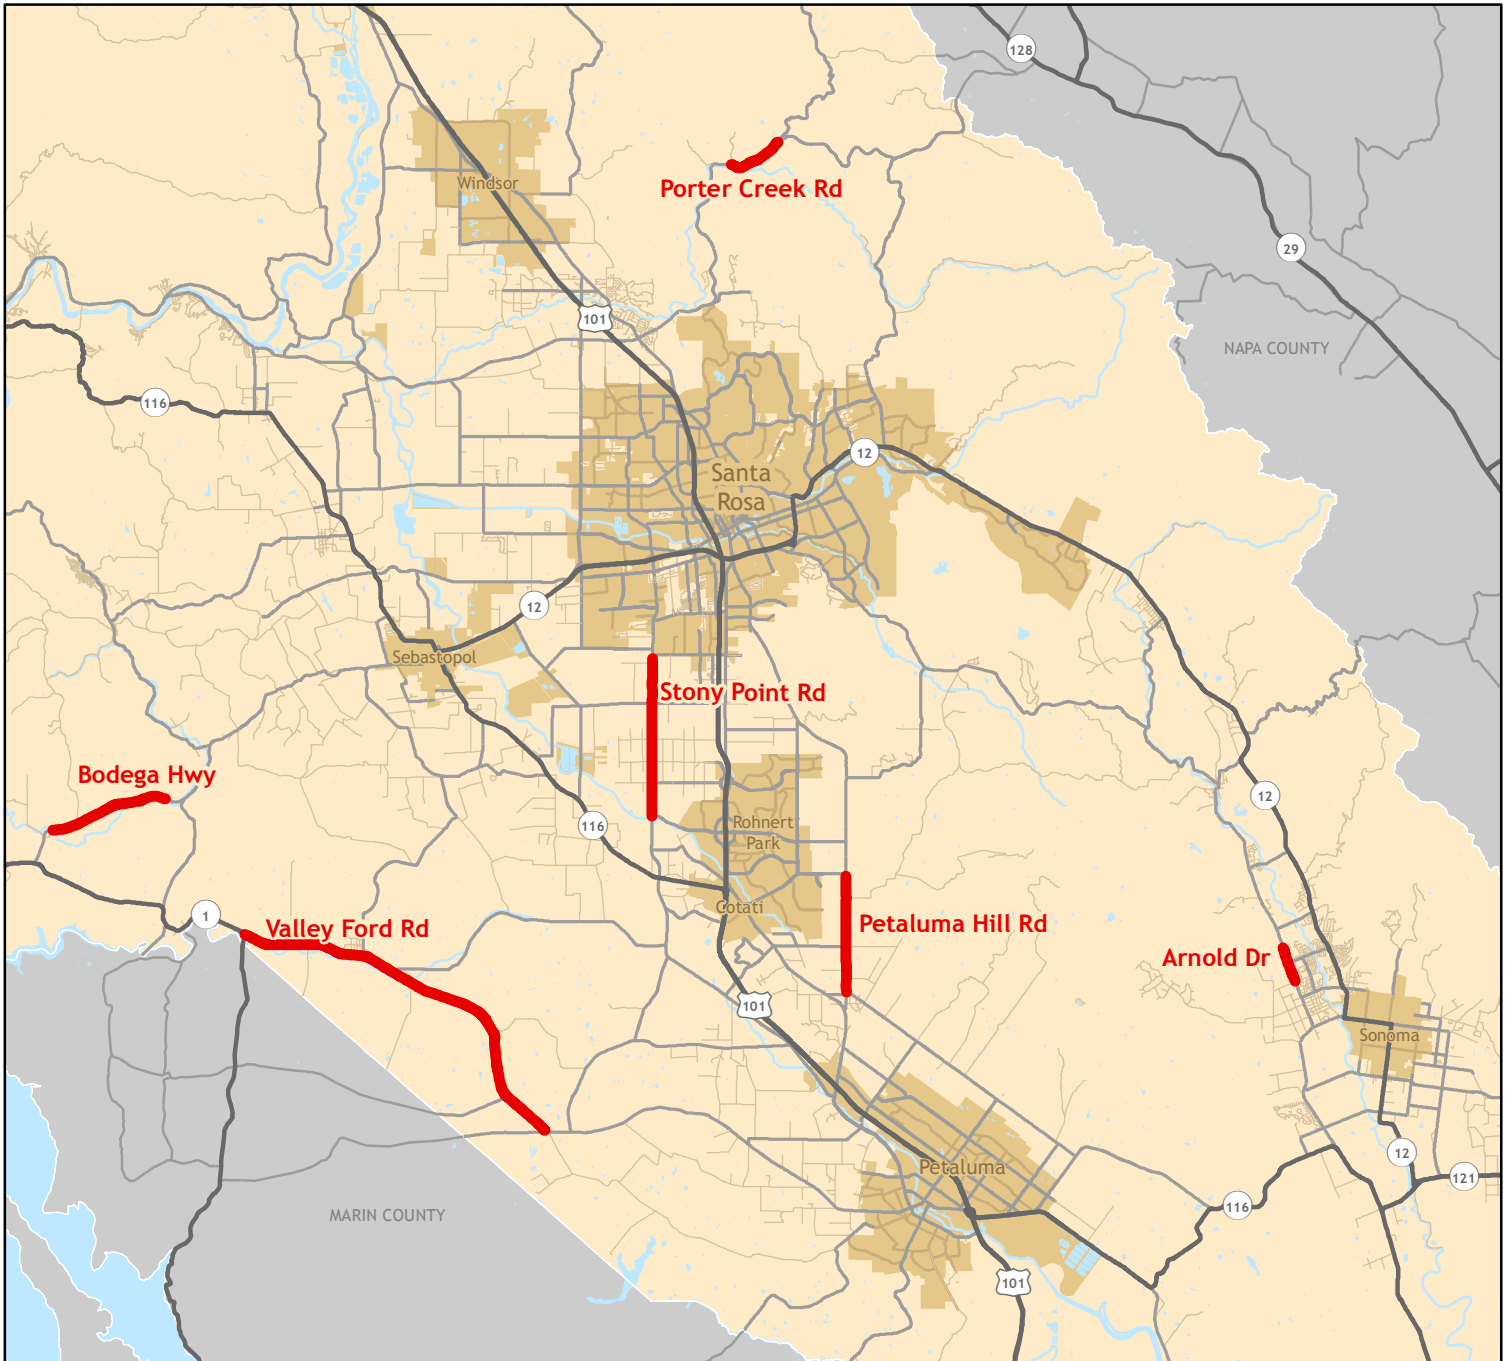 128
Windsor
Porter Creek Rd
29
101
NAPA COUNTY
116
12
Santa
Rosa
12
Sebastopol
Stony Point Rd
Bodega Hwy
12
116
Rohnert
Park
Cotati
1
Valley Ford Rd
Petaluma Hill Rd
Arnold Dr
101
Sonoma
12
Petaluma
121
116
MARIN COUNTY
101